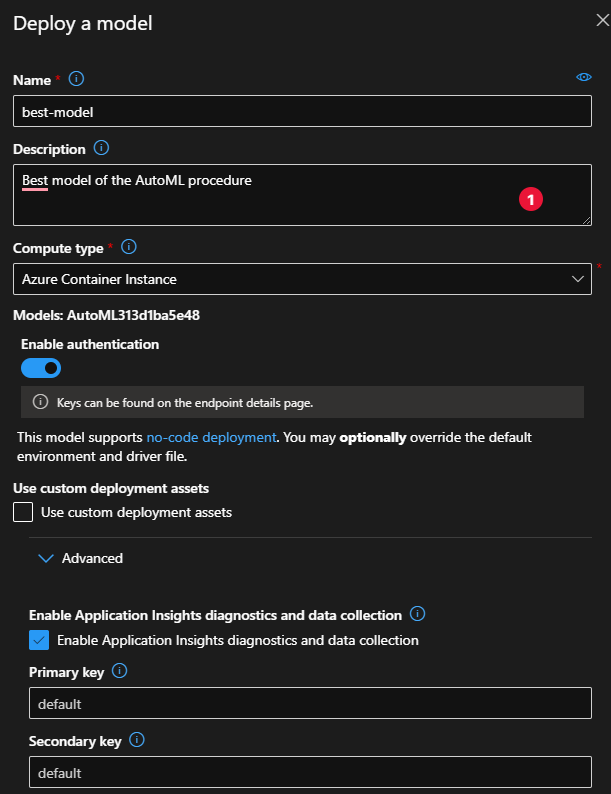 Deploy a model
Name *
best-model
Description
Best model of the AutoML procedure
1
Compute type *
Azure Container Instance
*
Models: AutoML313d1ba5e48
Enable authentication
Keys can be found on the endpoint details page.
This model supports no-code deployment. You may optionally override the default
environment and driver file.
Use custom deployment assets
Use custom deployment assets
Advanced
Enable Application Insights diagnostics and data collection
Enable Application Insights diagnostics and data collection
Primary key
default
Secondary key
default